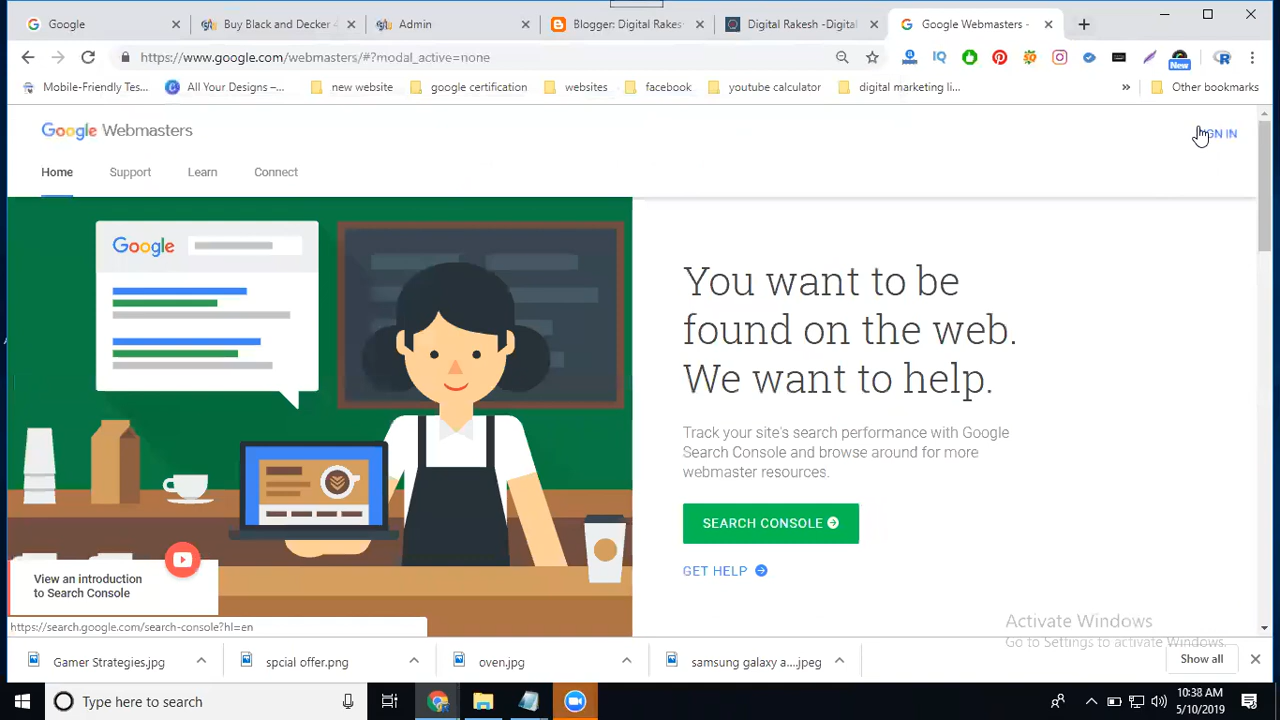 Google
Buy Black and Decker 4
Admin
Blogger: Digital Rakes
Digital Rakesh -Digital
Google Webmasters -
https://www.google.com/webmasters/#?modal_active=none
New
Mobile-Friendly Tes...
All Your Designs –...
new website
google certification
websites
facebook
youtube calculator
digital marketing li...
Other bookmarks
Google Webmasters
GN IN
Home
Support
Learn
Connect
Google
You want to be
found on the web.
We want to help.
Track your site's search performance with Google
Search Console and browse around for more
webmaster resources.
SEARCH CONSOLE
GET HELP
View an introduction
to Search Console
https://search.google.com/search-console?hl=en
Activate Windows
Go to Settings to activate Windows.
Gamer Strategies.jpg
spcial offer.png
oven.jpg
samsung galaxy a....jpeg
Show all
Type here to search
10:38 AM
5/10/2019